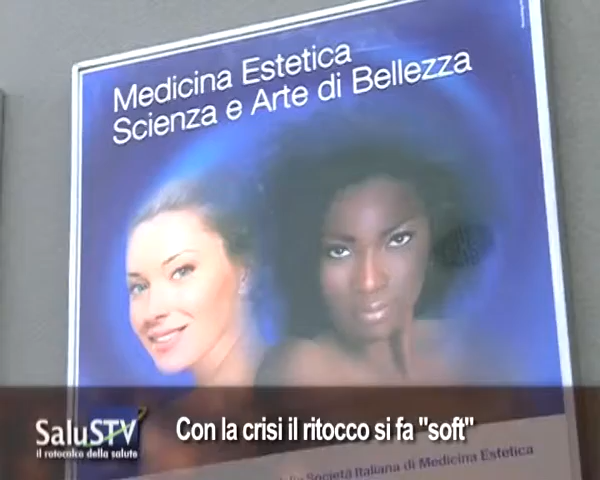 Medicina Estetica
Scienza e Arte di Bellezza
SaluSTV
il rotocalco della salute
Con la crisi il ritocco si fa "soft"
Società Italiana di Medicina Estetica